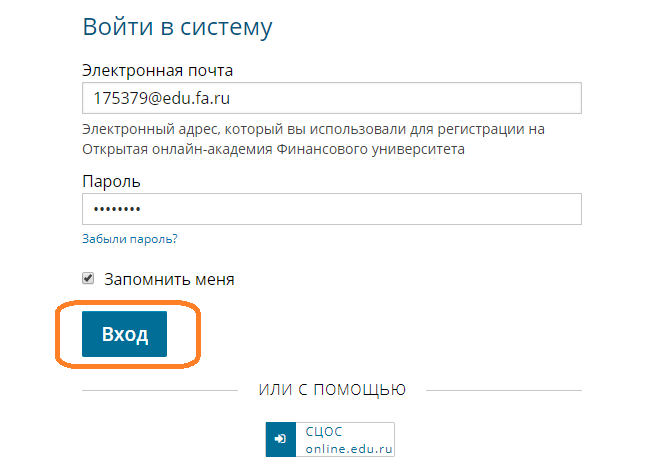 Войти в систему
Электронная почта
175379@edu.fa.ru
Электронный адрес, который вы использовали для регистрации на
Открытая онлайн-академия Финансового университета
Пароль
••••••••
Забыли пароль?
Запомнить меня
Вход
ИЛИ С ПОМОЩЬЮ
СЦОС
online.edu.ru